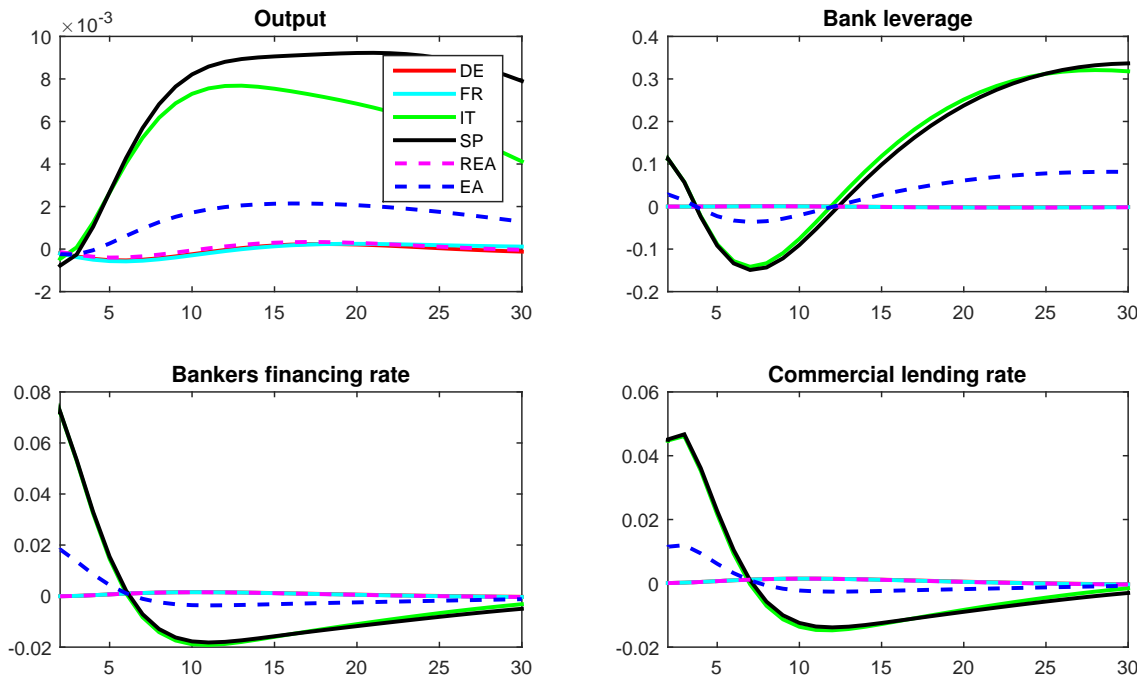 Output
×10-3
10
8
6
4
2
0
-2
5 10 15 20 25 30
DE
FR
IT
SP
REA
EA
Bank leverage
0.4
0.3
0.2
0.1
0
-0.1
-0.2
5 10 15 20 25 30
Bankers financing rate
0.08
0.06
0.04
0.02
0
-0.02
5 10 15 20 25 30
Commercial lending rate
0.06
0.04
0.02
0
-0.02
5 10 15 20 25 30